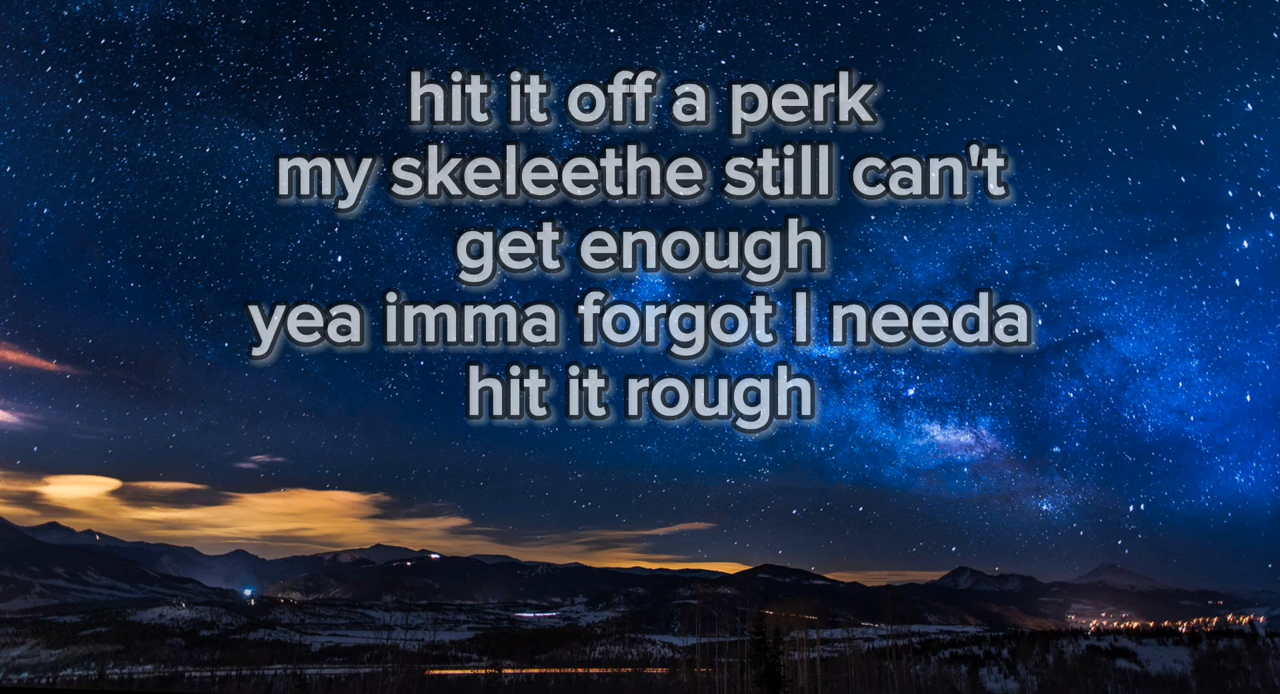 hit it off a perk
my skeleethe still can't
get enough
yea imma forgot I needa
hit it rough